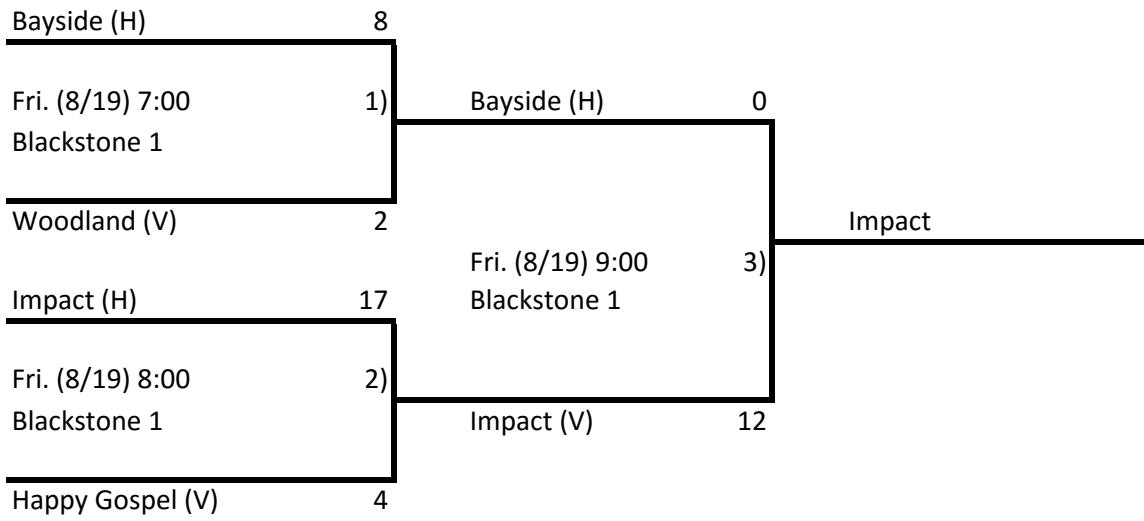 Bayside (H) 8
Fri. (8/19) 7:00 1)
Blackstone 1
Woodland (V) 2
Impact (H) 17
Fri. (8/19) 8:00 2)
Blackstone 1
Happy Gospel (V) 4
Bayside (H) 0
Fri. (8/19) 9:00 3)
Blackstone 1
Impact (V) 12
Impact